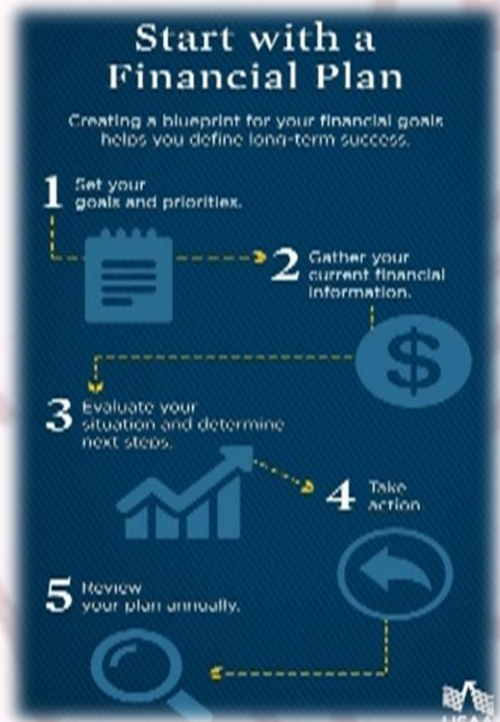 Start with a
Financial Plan
Creating a blueprint for your financial goals
helps you define long-term success.
1 Set your
goals and priorities.
2 Gather your
current financial
information.
3 Evaluate your
situation and determine
next steps.
4 Take
action
5 Review
your plan annually.